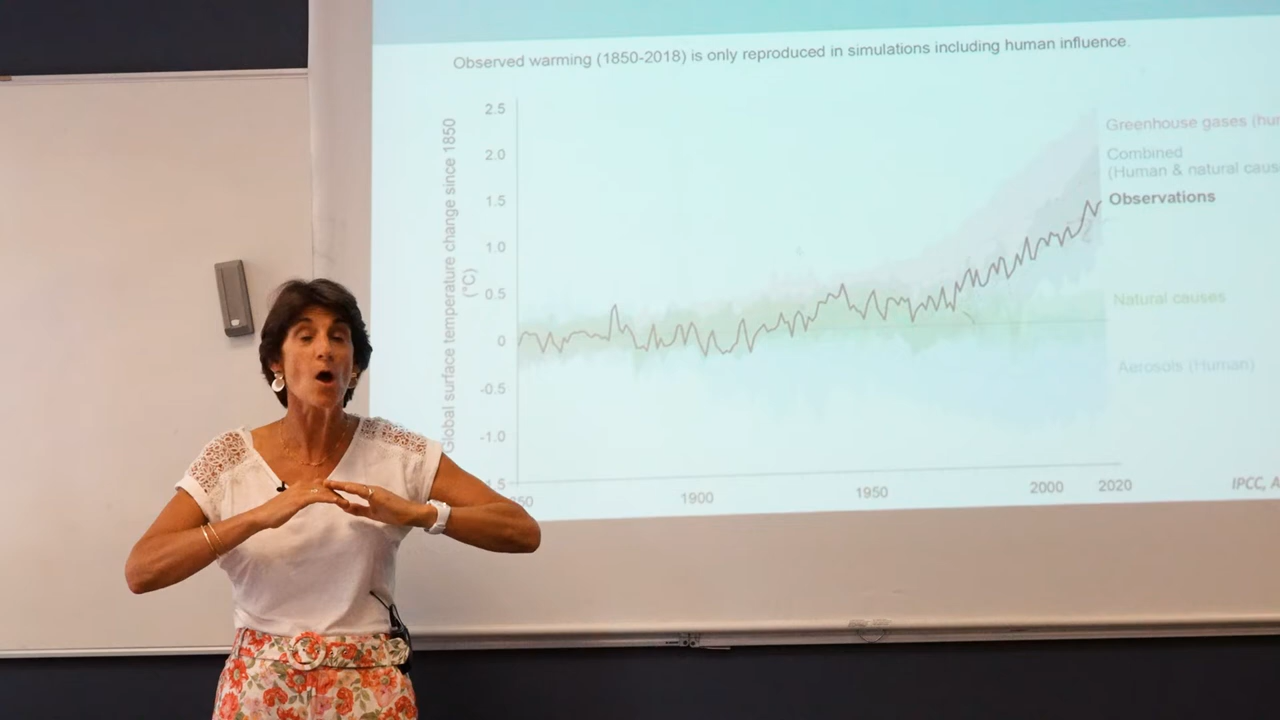 Observed warming (1850-2018) is only reproduced in simulations including human influence.
Global surface temperature change since 1850
(°C)
2.5
2.0
1.5
1.0
0.5
0
-0.5
-1.0
1900
1950
2000
2020
Greenhouse gases
Combined
(Human & natural
Observations
Natural causes
Aerosols (Human)
IPCC,